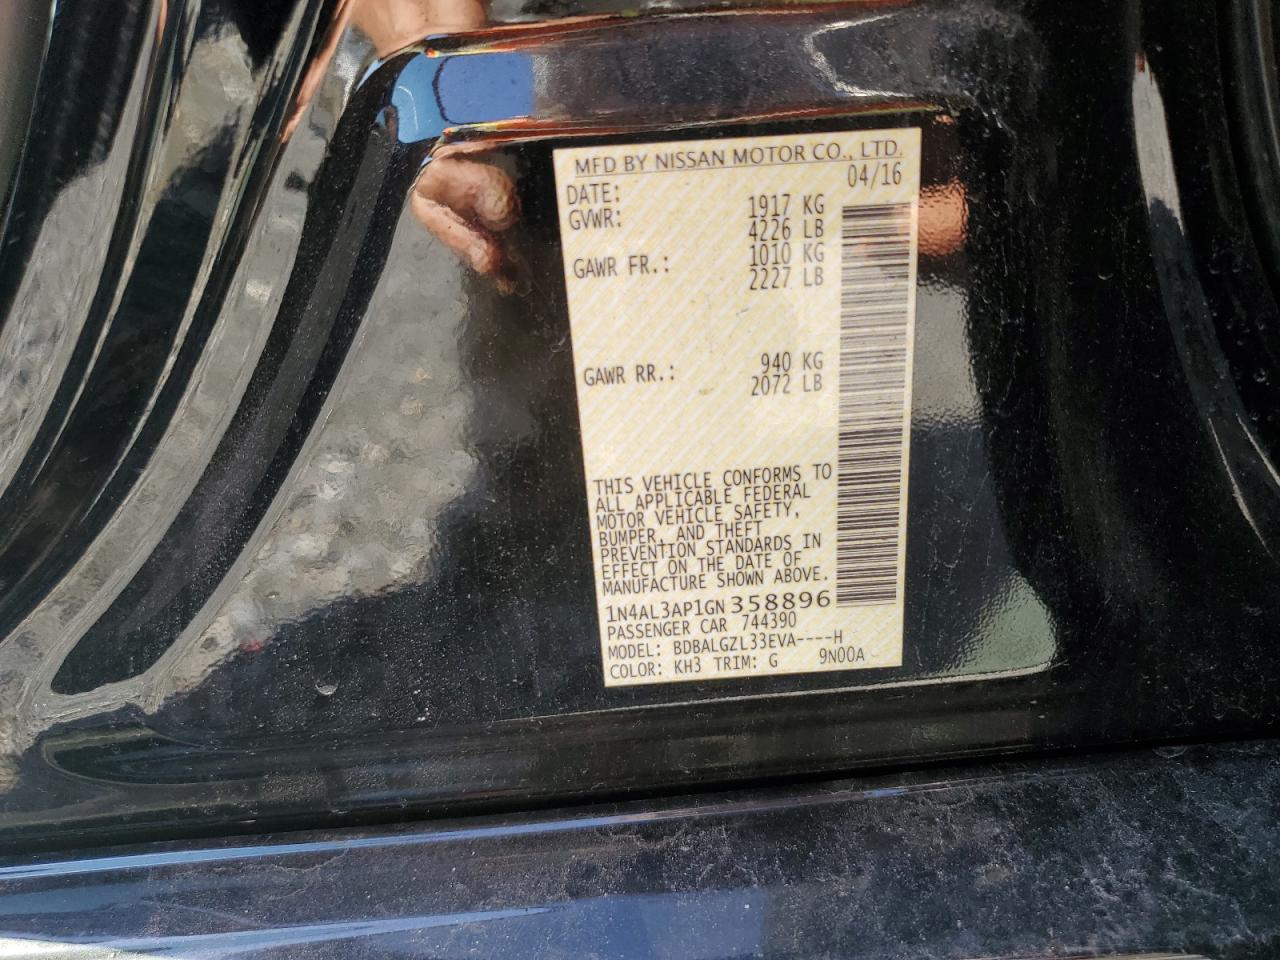 MFD BY NISSAN MOTOR CO., LTD.
DATE: 04/16
GVWR: 1917 KG
4226 LB
GAWR FR.: 1010 KG
2227 LB
GAWR RR.: 940 KG
2072 LB
THIS VEHICLE CONFORMS TO
ALL APPLICABLE FEDERAL
MOTOR VEHICLE SAFETY,
BUMPER, AND THEFT
PREVENTION STANDARDS IN
EFFECT ON THE DATE OF
MANUFACTURE SHOWN ABOVE.
1N4AL3AP1GN358896
PASSENGER CAR 744390
MODEL: BDBALGZL33EVA----H
COLOR: KH3 TRIM: G 9N00A